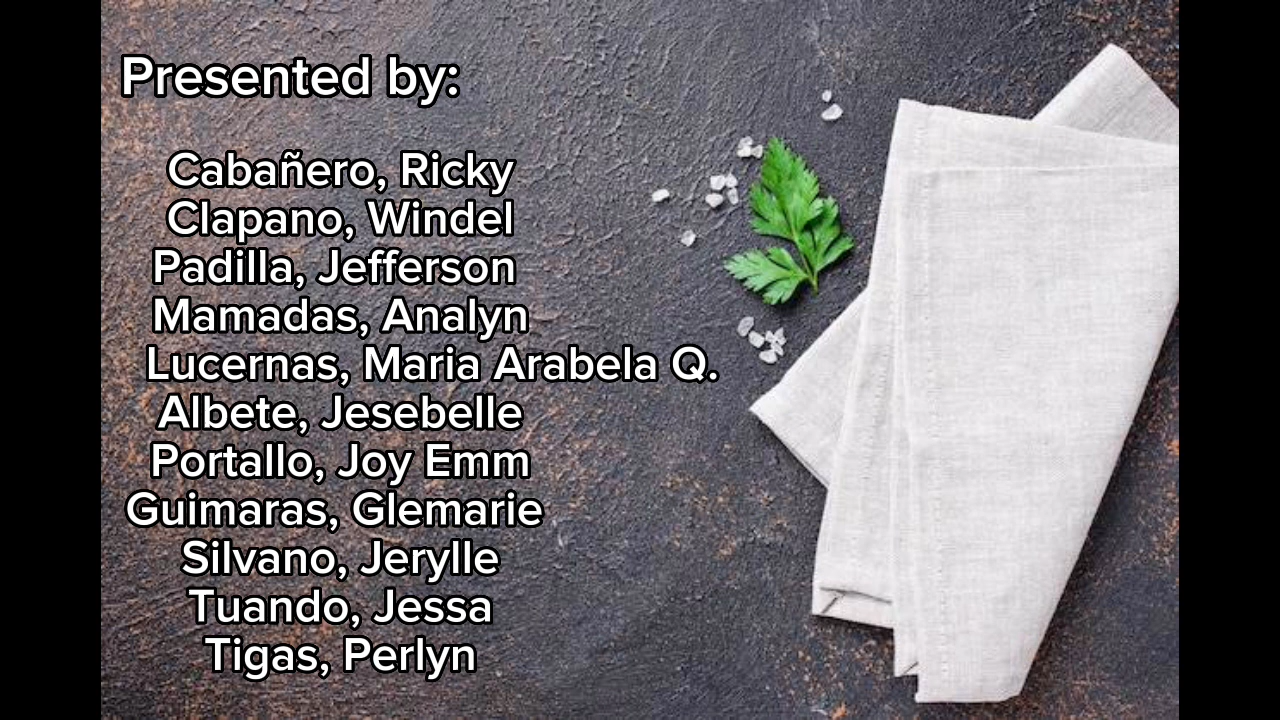 Presented by:
Cabañero, Ricky
Clapano, Windel
Padilla, Jefferson
Mamadas, Analyn
Lucernas, Maria Arabela Q.
Albete, Jesebelle
Portallo, Joy Emm
Guimaras, Glemarie
Silvano, Jerylle
Tuando, Jessa
Tigas, Perlyn